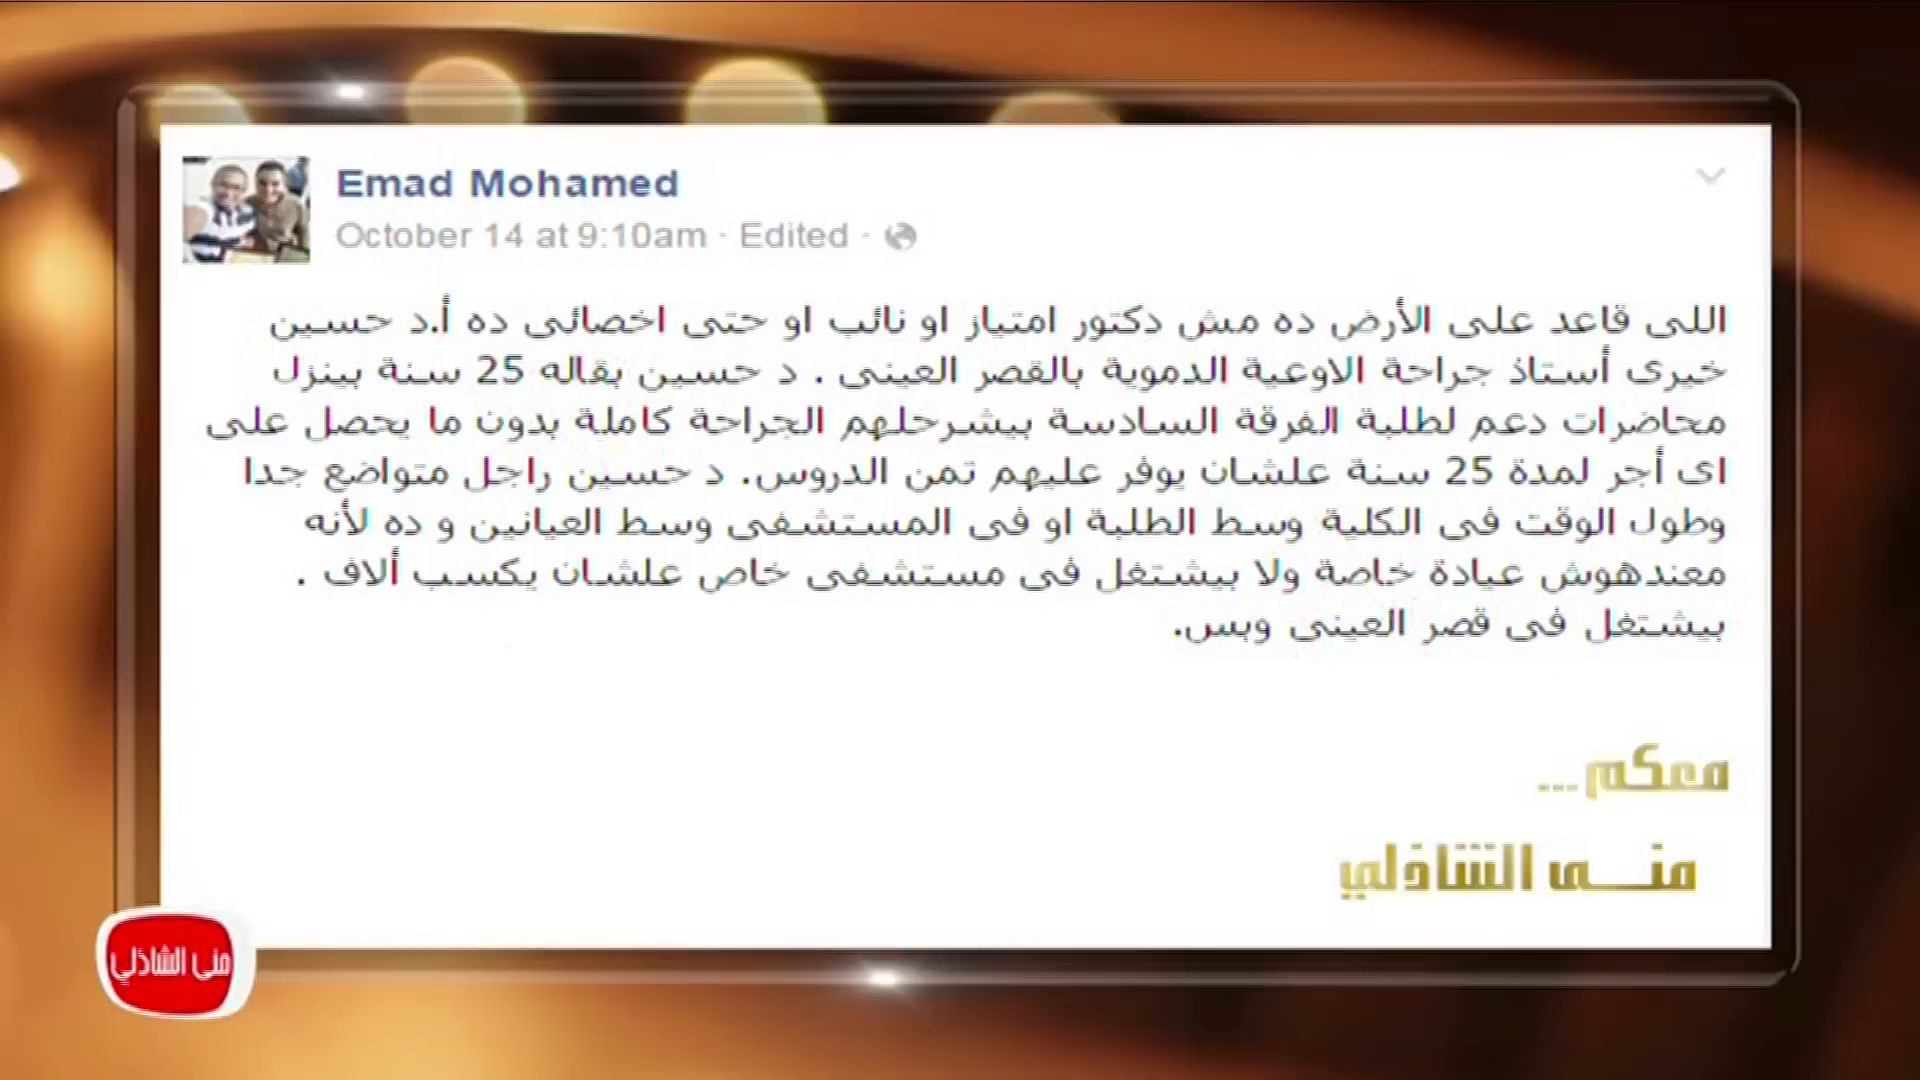 Emad Mohamed
October 14 at 9:10am · Edited ·
اللى قاعد على الأرض ده مش دكتور امتياز او نائب او حتى اخصائى ده أ.د حسين
خيرى أستاذ جراحة الاوعية الدموية بالقصر العينى . د حسين بقاله 25 سنة بينزل
محاضرات دعم لطلبة الفرقة السادسة بيشرحلهم الجراحة كاملة بدون ما يحصل على
اى أجر لمدة 25 سنة علشان يوفر عليهم تمن الدروس. د حسين راجل متواضع جدا
وطول الوقت فى الكلية وسط الطلبة او فى المستشفى وسط العيانين و ده لأنه
معندهوش عيادة خاصة ولا بيشتغل فى مستشفى خاص علشان يكسب ألاف .
بيشتغل فى قصر العينى وبس.
معكم...
منى الشاذلي
منى الشاذلي